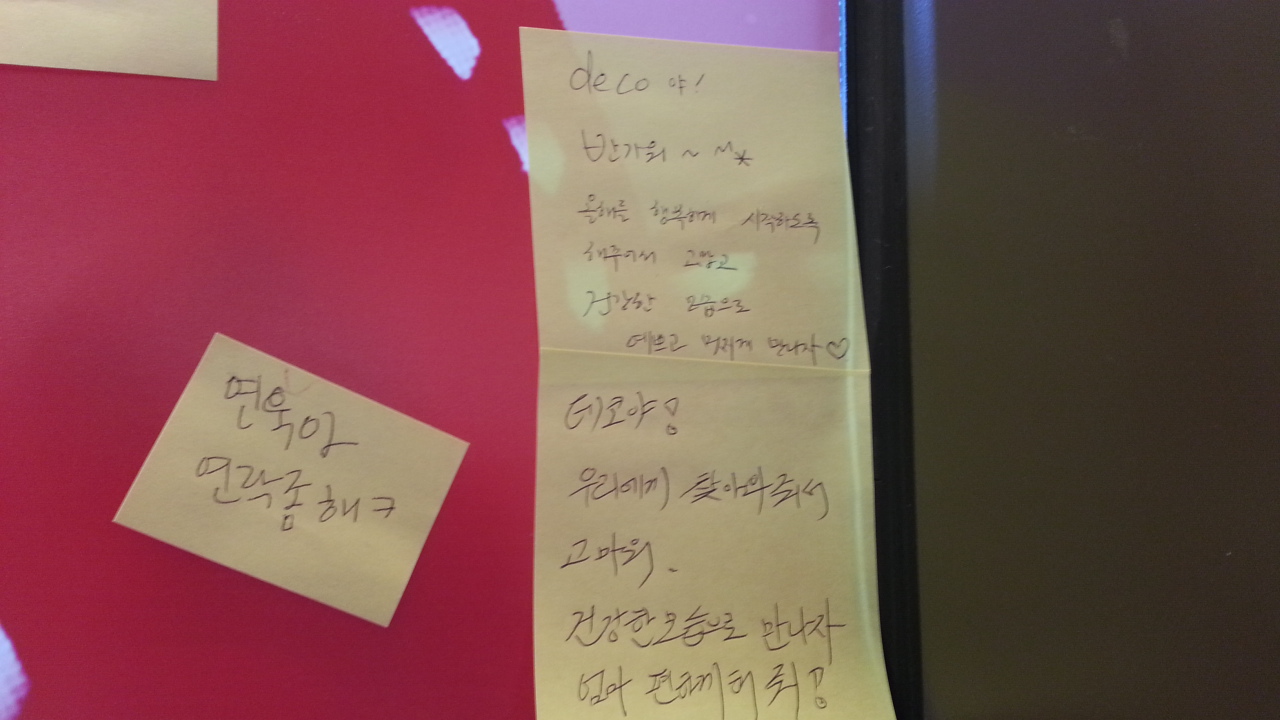 deco 야!
반가워 ~ ^^*
올해를 행복하게 시작하도록
해주어서 고맙고
건강한 모습으로
예쁘고 멋지게 만나자♡
데코야!
우리에게 찾아와줘서
고마워.
건강한모습으로 만나자
엄마 편하게 해 줘!
연욱아
연락좀해ㅋ